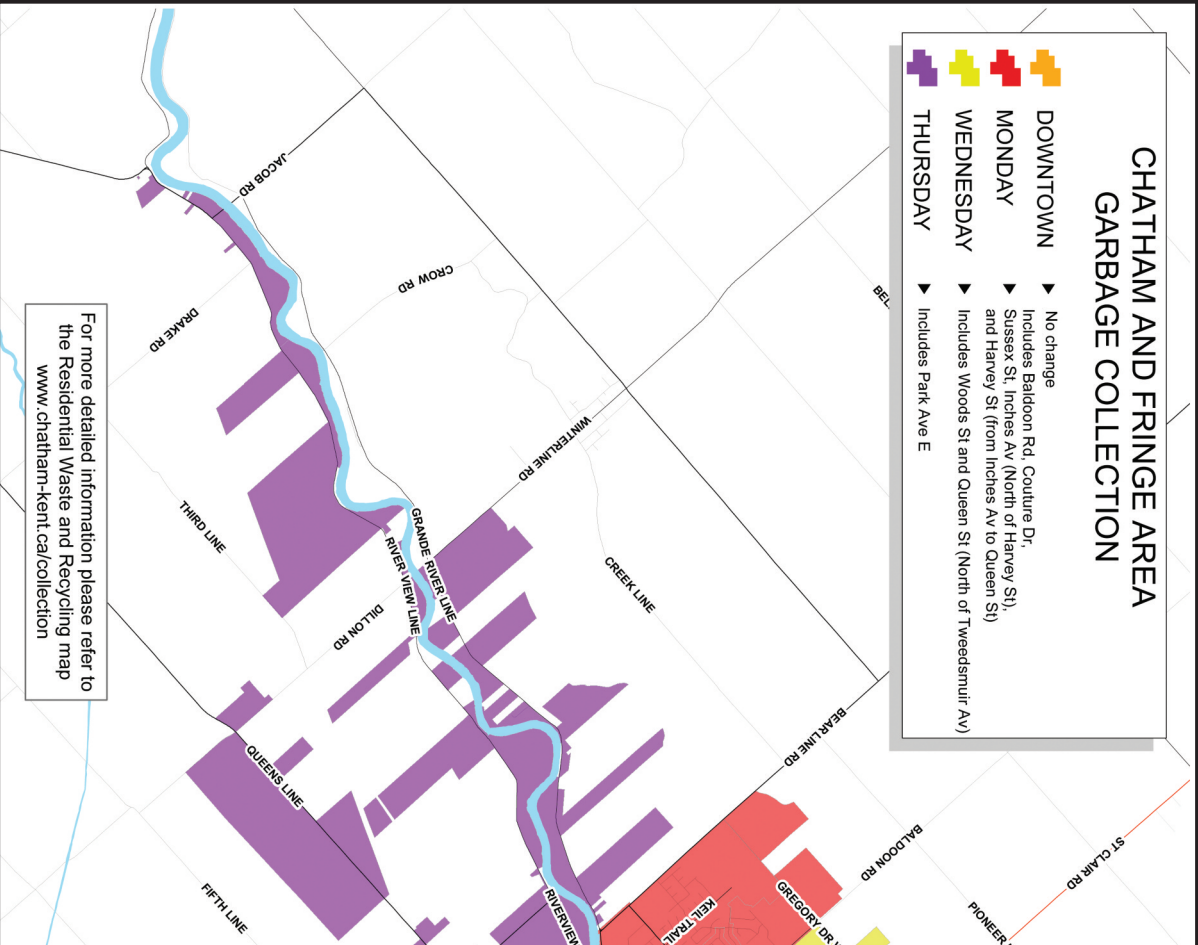 CHATHAM AND FRINGE AREA
GARBAGE COLLECTION
DOWNTOWN
No change
MONDAY
Includes Baldoon Rd, Couture Dr,
Sussex St, Inches Av (North of Harvey St),
and Harvey St (from Inches Av to Queen St)
WEDNESDAY
Includes Woods St and Queen St (North of Tweedsmuir Av)
THURSDAY
Includes Park Ave E
JACOB RD
CROW RD
DRAKE RD
WINTERLINE RD
THIRD LINE
GRANDE RIVER LINE
RIVER VIEW LINE
CREEK LINE
DILLON RD
BEAR LINE RD
QUEENS LINE
BALDOON RD
ST CLAIR RD
FIFTH LINE
KEIL TRAIL
GREGORY DR
PIONEER
RIVERVIEW
For more detailed information please refer to
the Residential Waste and Recycling map
www.chatham-kent.ca/collection